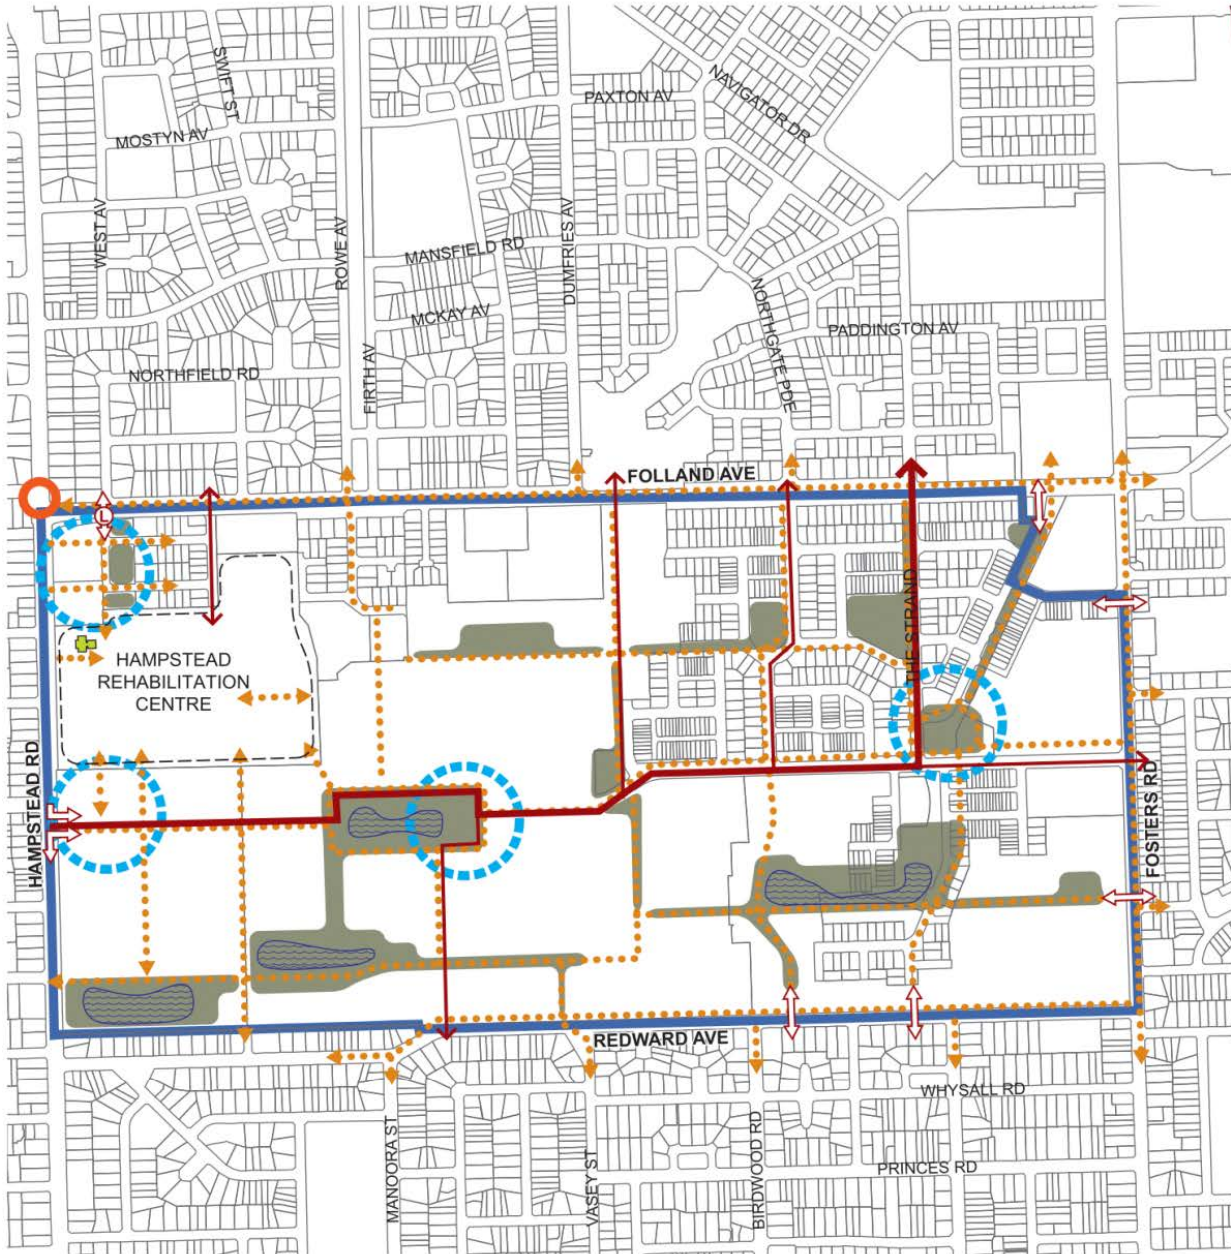 SWIFT ST
PAXTON AV
NAVIGATOR DR
MOSTYN AV
WEST AV
ROWE AV
MANSFIELD RD
DUMFRIES AV
MCKAY AV
NORTHGATE PDE
PADDINGTON AV
NORTHFIELD RD
FIRTH AV
FOLLAND AVE
L
THE STRAND
HAMPSTEAD
REHABILITATION
CENTRE
HAMPSTEAD RD
FOSTERS RD
REDWARD AVE
WHYSALL RD
MANOORA ST
VASEY ST
BIRDWOOD RD
PRINCES RD